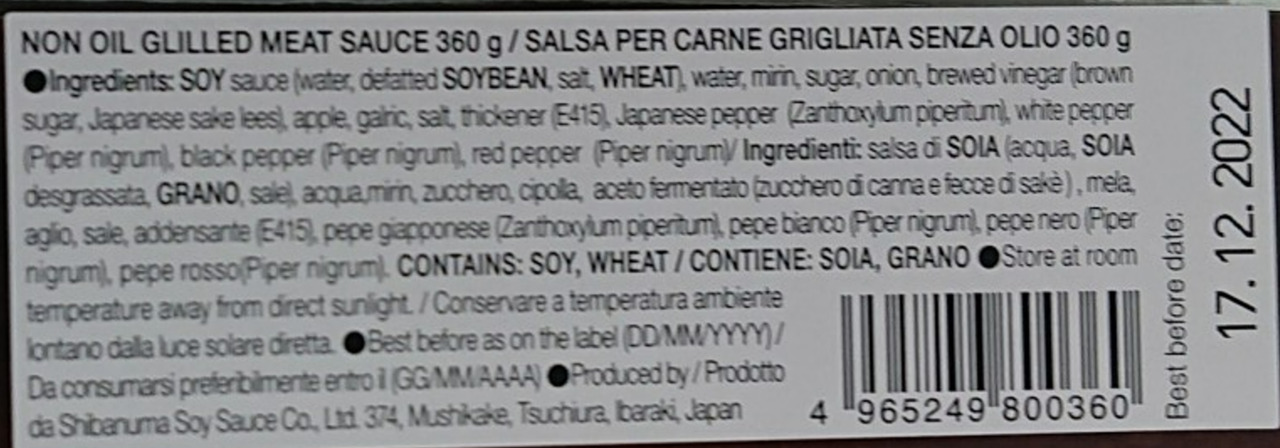 NON OIL GLILLED MEAT SAUCE 360 g / SALSA PER CARNE GRIGLIATA SENZA OLIO 360 g
●Ingredients: SOY sauce (water, defatted SOYBEAN, salt, WHEAT), water, mirin, sugar, onion, brewed vinegar (brown
sugar, Japanese sake lees), apple, galric, salt, thickener (E415), Japanese pepper (Zanthoxylum piperitum), white pepper
(Piper nigrum), black pepper (Piper nigrum), red pepper (Piper nigrum)/ Ingredienti: salsa di SOIA (acqua, SOIA
desgrassata, GRANO, sale), acqua,mirin, zucchero, cipolla, aceto fermentato (zucchero di canna e fecce di sakè) , mela,
aglio, sale, addensante (E415), pepe giapponese (Zanthoxylum piperitum), pepe bianco (Piper nigrum), pepe nero (Piper
nigrum), pepe rosso(Piper nigrum). CONTAINS: SOY, WHEAT / CONTIENE: SOIA, GRANO ●Store at room
temperature away from direct sunlight. / Conservare a temperatura ambiente
lontano dalla luce solare diretta. ●Best before as on the label (DD/MM/YYYY) /
Da consumarsi preferibilmente entro il (GG/MM/AAAA) ●Produced by / Prodotto
da Shibanuma Soy Sauce Co., Ltd. 374, Mushikake, Tsuchiura, Ibaraki, Japan
4 965249 800360
Best before date:
17. 12. 2022